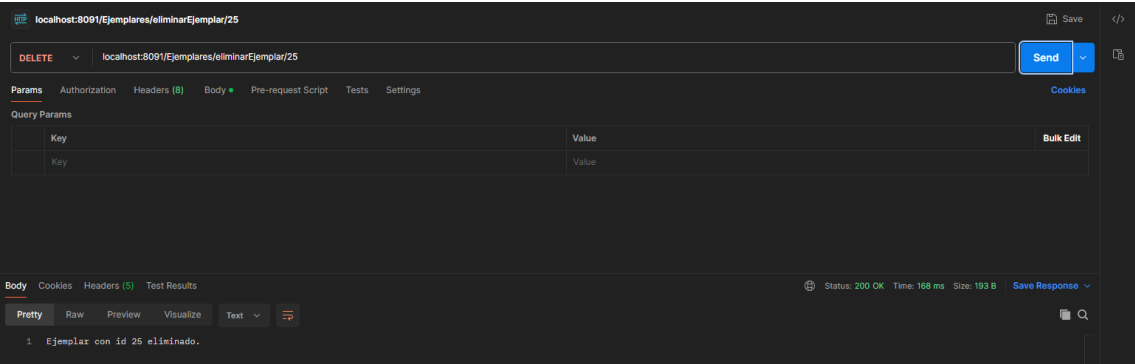 HTTP localhost:8091/Ejemplares/eliminarEjemplar/25 Save </>
DELETE localhost:8091/Ejemplares/eliminarEjemplar/25 Send
Params Authorization Headers (8) Body Pre-request Script Tests Settings Cookies
Query Params
Key Value Bulk Edit
Key Value
Body Cookies Headers (5) Test Results Status: 200 OK Time: 168 ms Size: 193 B Save Response
Pretty Raw Preview Visualize Text
1 Ejemplar con id 25 eliminado.